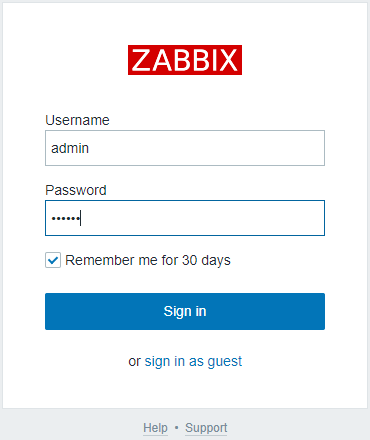 ZABBIX
Username
admin
Password
••••••
Remember me for 30 days
Sign in
or sign in as guest
Help • Support